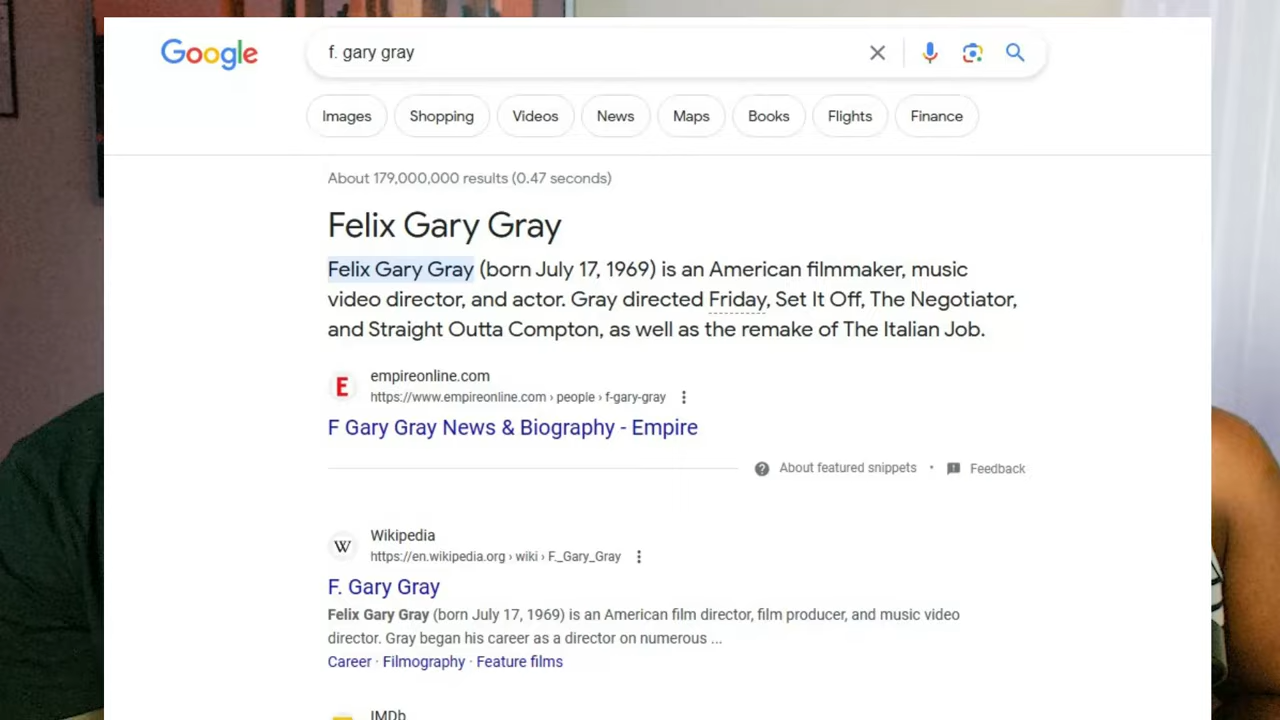 Google
f. gary gray
Images
Shopping
Videos
News
Maps
Books
Flights
Finance
About 179,000,000 results (0.47 seconds)
Felix Gary Gray
Felix Gary Gray (born July 17, 1969) is an American filmmaker, music
video director, and actor. Gray directed Friday, Set It Off, The Negotiator,
and Straight Outta Compton, as well as the remake of The Italian Job.
E
empireonline.com
https://www.empireonline.com › people › f-gary-gray
F Gary Gray News & Biography - Empire
About featured snippets • Feedback
W
Wikipedia
https://en.wikipedia.org › wiki › F._Gary_Gray
F. Gary Gray
Felix Gary Gray (born July 17, 1969) is an American film director, film producer, and music video
director. Gray began his career as a director on numerous ...
Career · Filmography · Feature films
IMDb